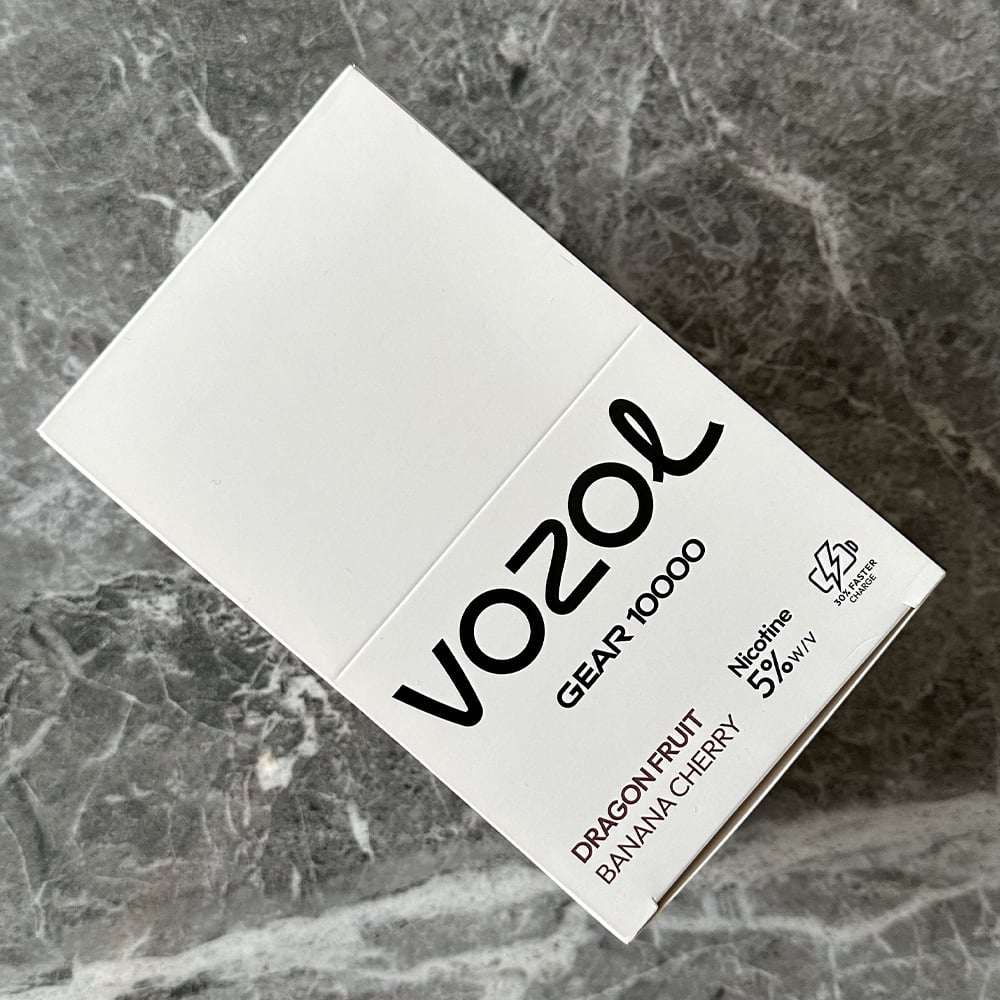 VOZOL
GEAR 10000
DRAGON FRUIT
BANANA CHERRY
Nicotine
5% w/v
30% FASTER
CHARGE